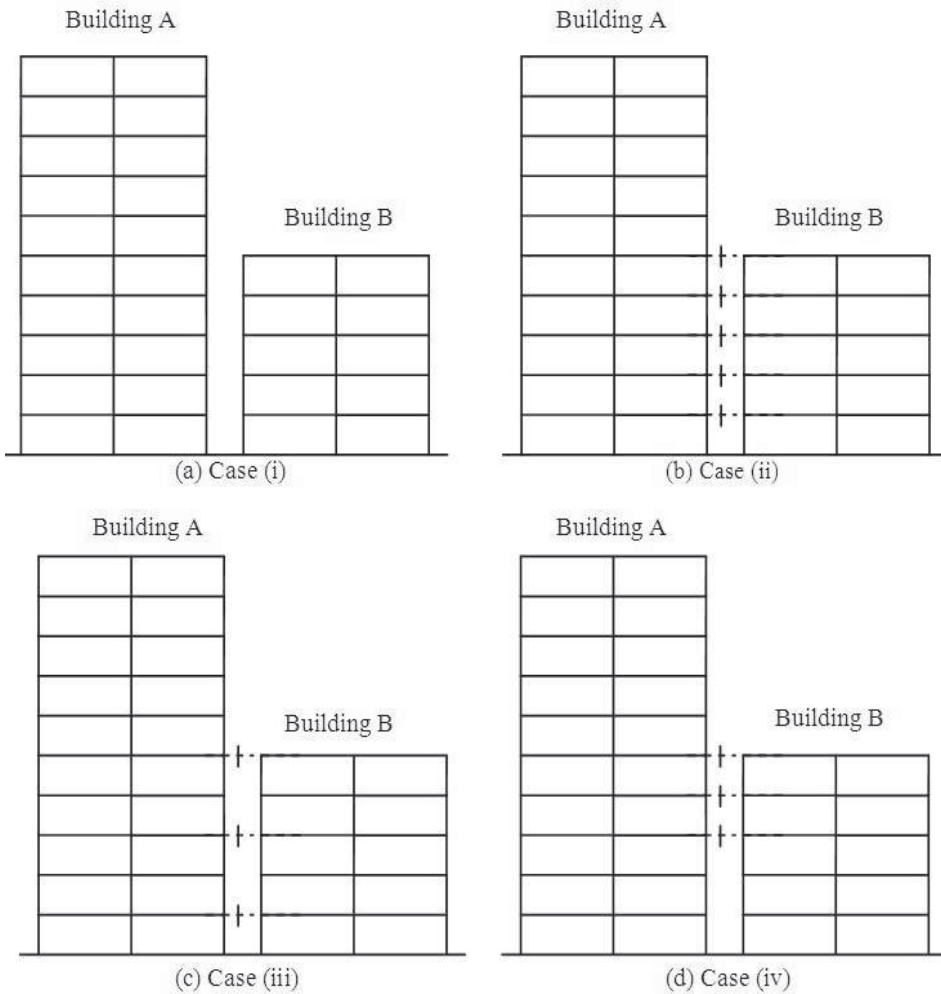 Building A
Building A
Building B
Building B
(a) Case (i)
(b) Case (ii)
Building A
Building A
Building B
Building B
(c) Case (iii)
(d) Case (iv)